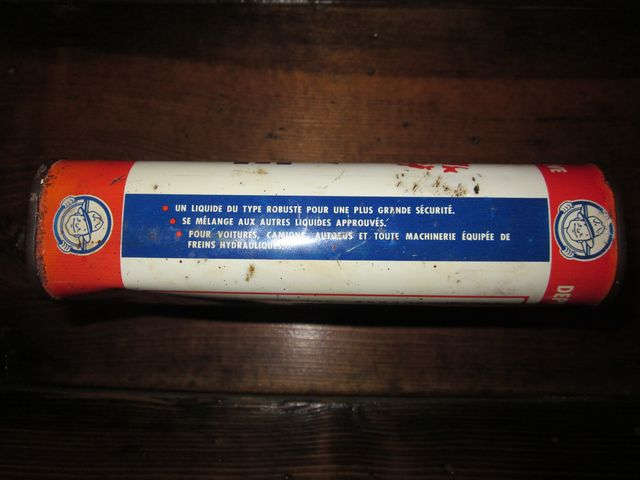 • UN LIQUIDE DU TYPE ROBUSTE POUR UNE PLUS GRANDE SÉCURITÉ.
• SE MÉLANGE AUX AUTRES LIQUIDES APPROUVÉS.
• POUR VOITURES, CAMIONS, AUTOBUS ET TOUTE MACHINERIE ÉQUIPÉE DE
FREINS HYDRAULIQUES